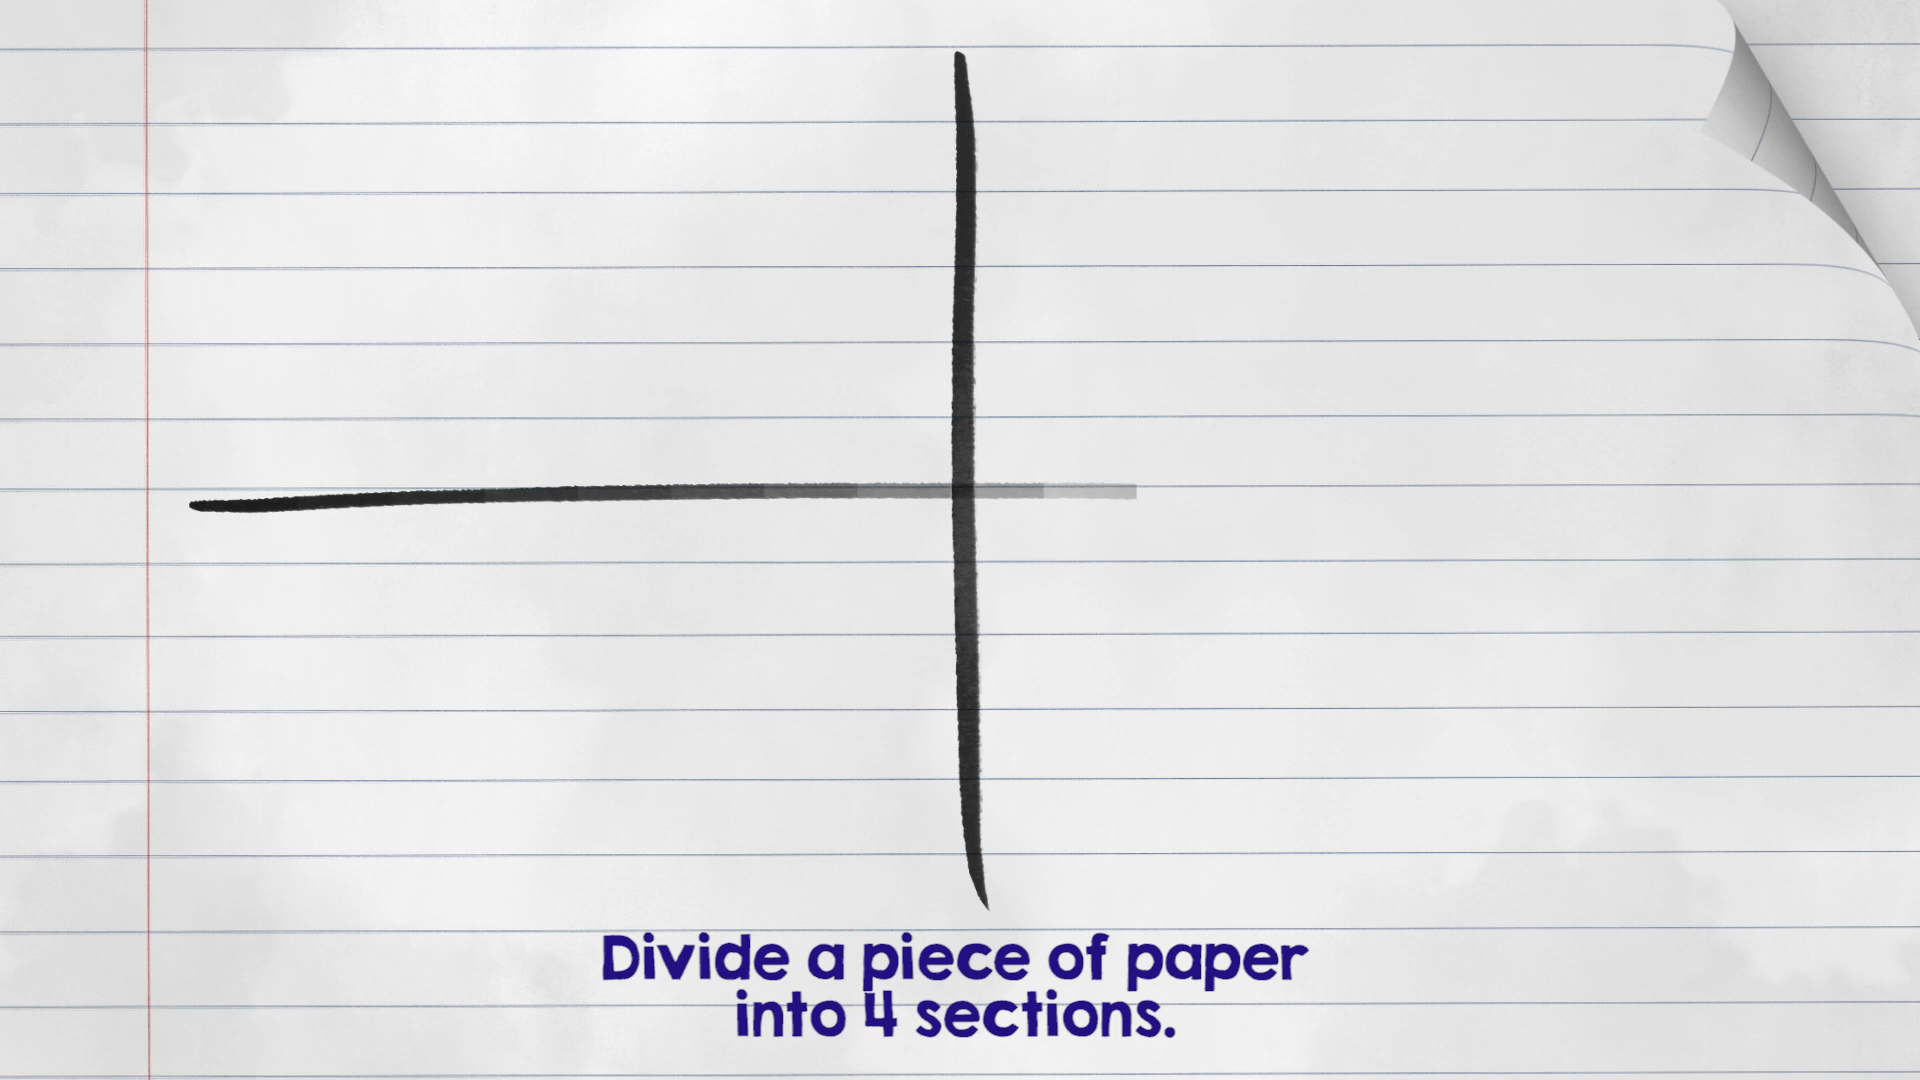 Divide a piece of paper
into 4 sections.